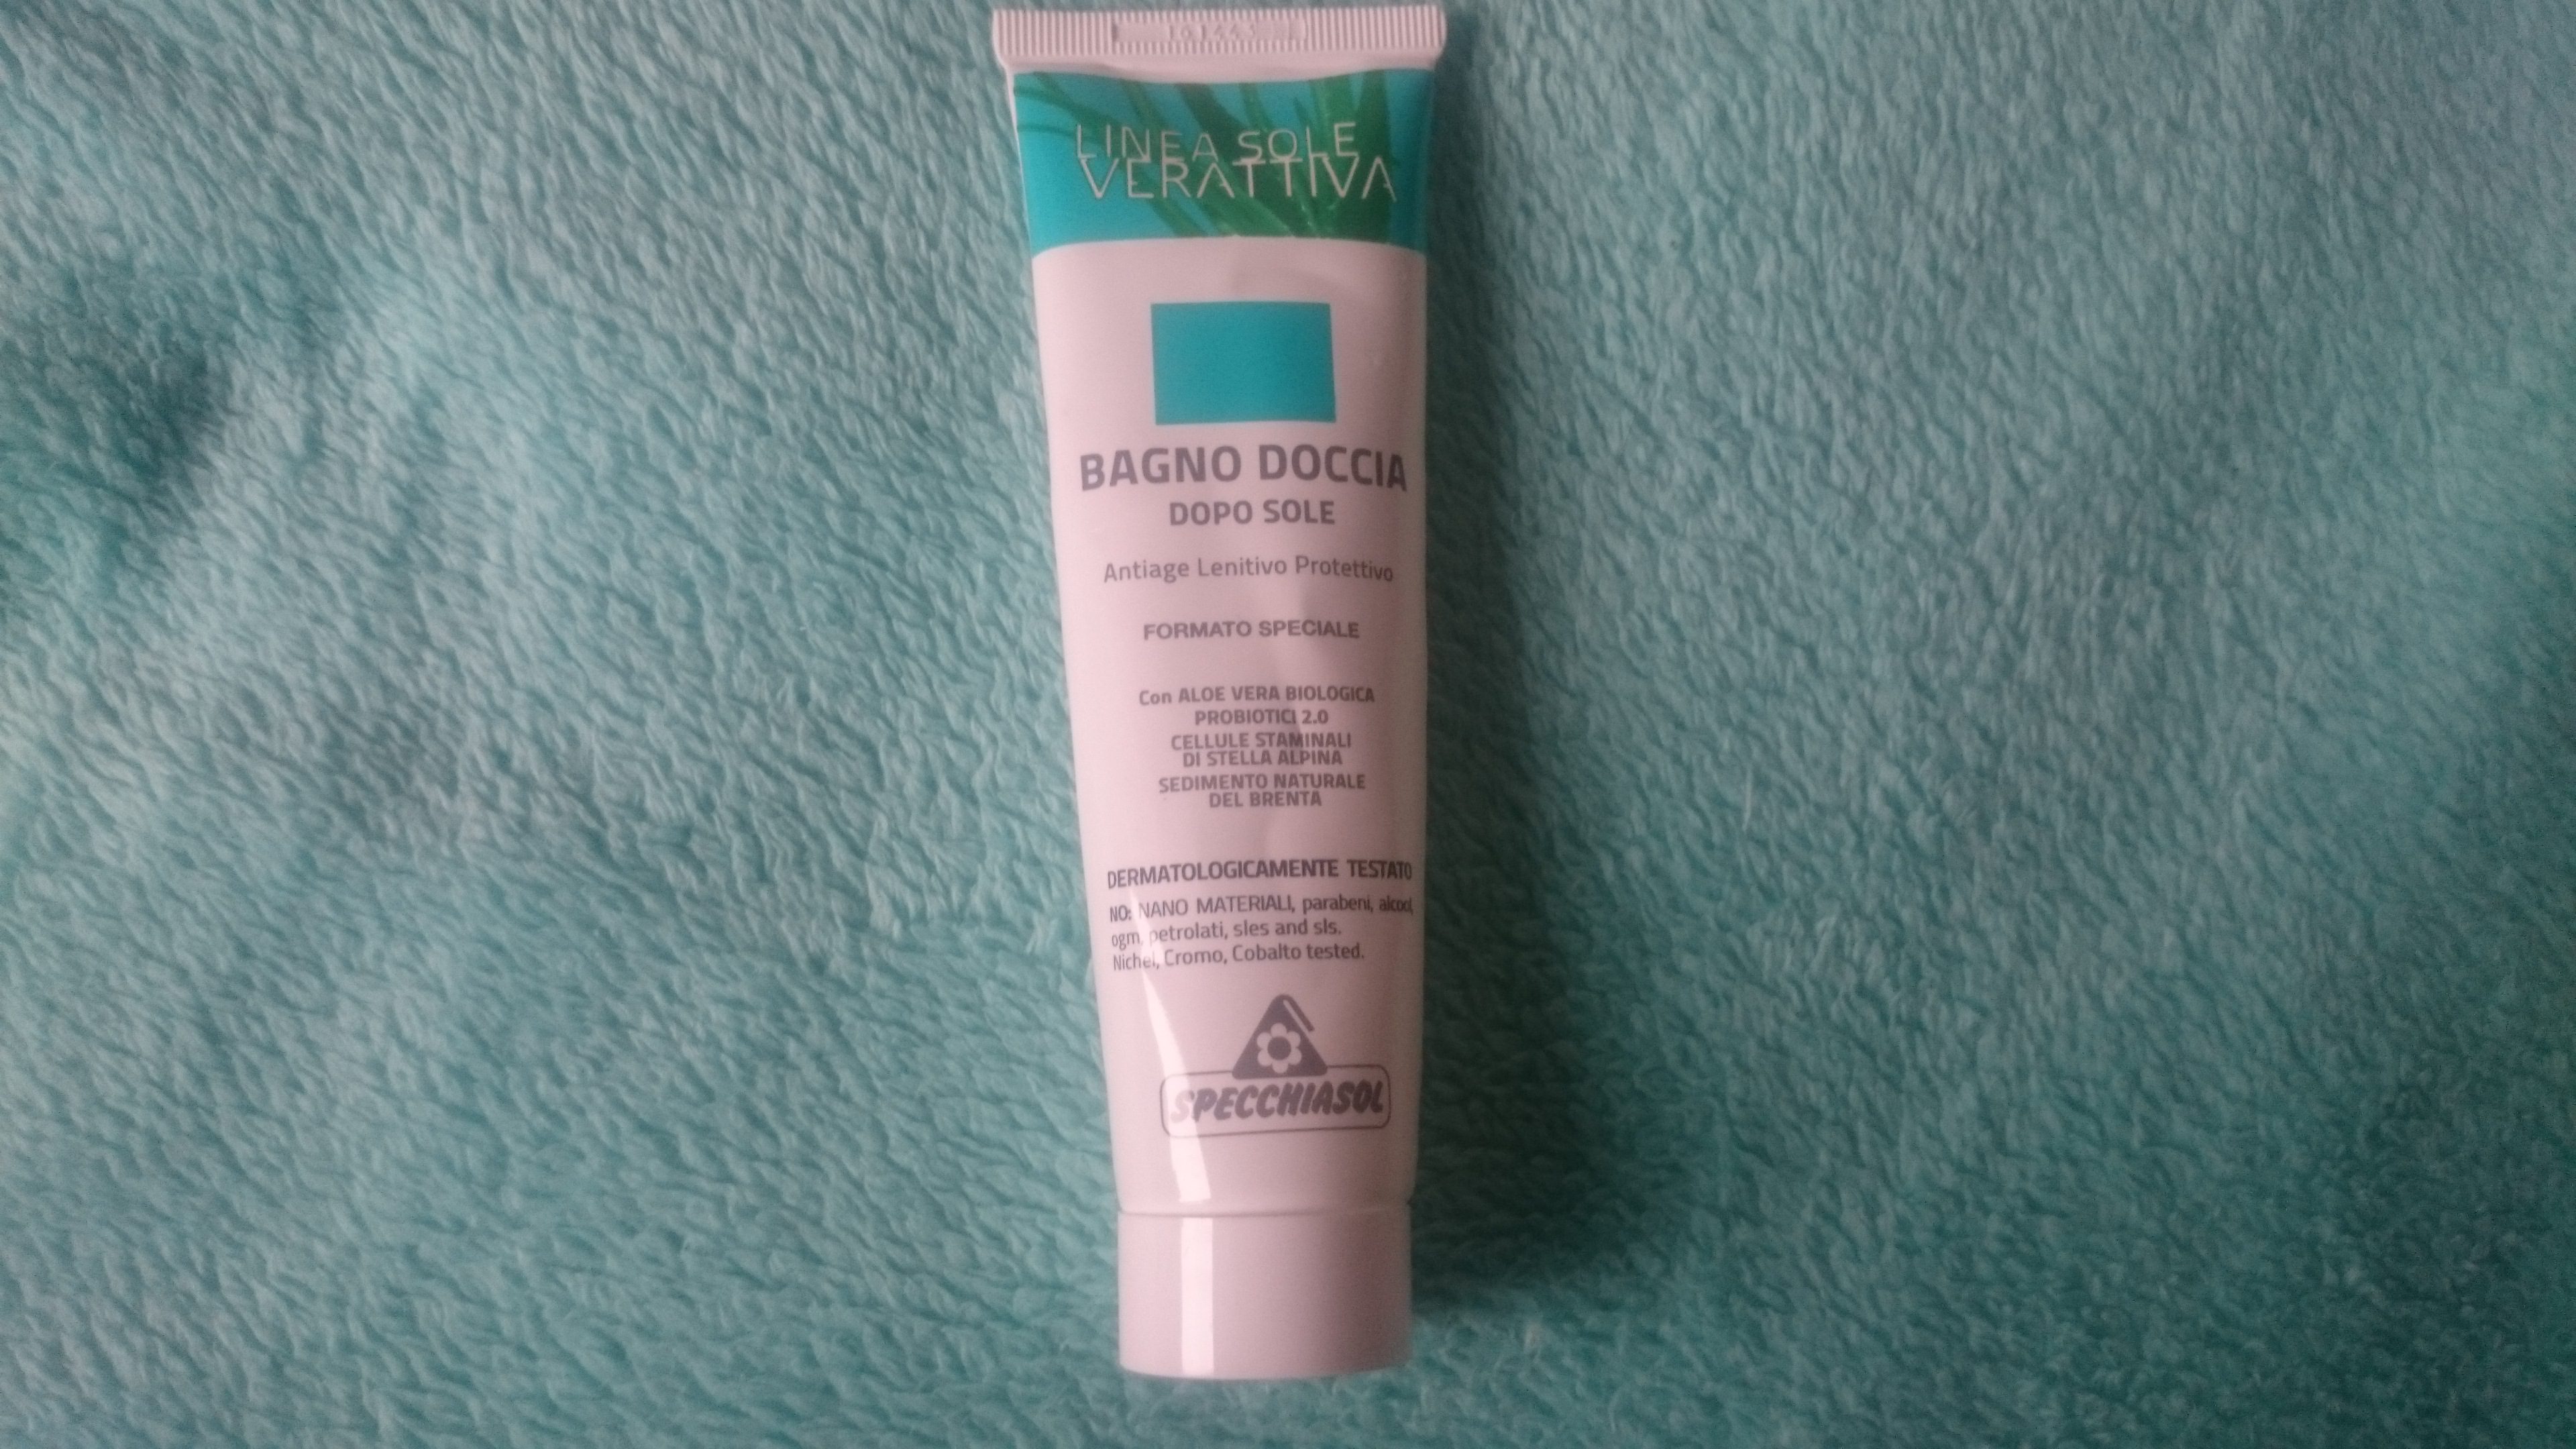 LINEA SOLE
VERATTIVA
BAGNO DOCCIA
DOPO SOLE
Antiage Lenitivo Protettivo
FORMATO SPECIALE
Con ALOE VERA BIOLOGICA
PROBIOTICI 2.0
CELLULE STAMINALI
DI STELLA ALPINA
SEDIMENTO NATURALE
DEL BRENTA
DERMATOLOGICAMENTE TESTATO
NO: NANO MATERIALI, parabeni, alcool,
ogm, petrolati, sles and sls.
Nichel, Cromo, Cobalto tested.
SPECCHIASOL